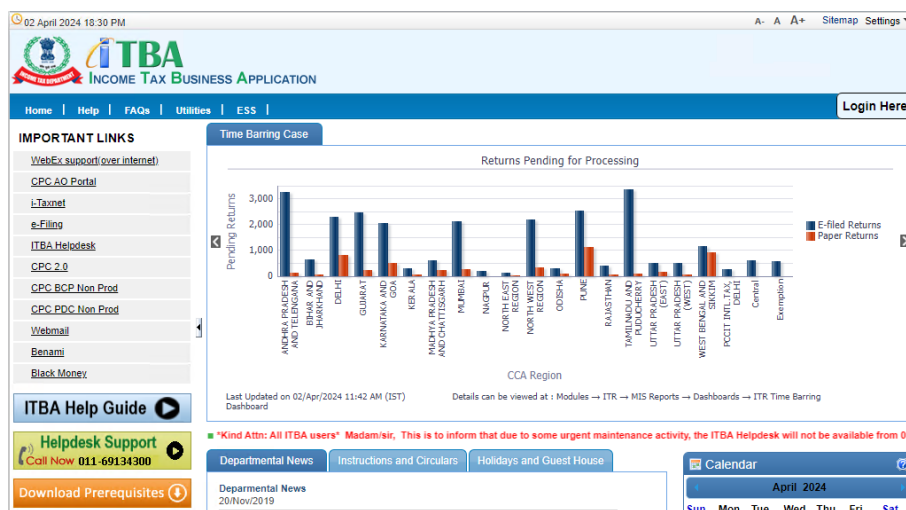 02 April 2024 18:30 PM
A- A A+ Sitemap Settings
iTBA
INCOME TAX BUSINESS APPLICATION
INCOME TAX DEPARTMENT
Home | Help | FAQs | Utilities | ESS |
Login Here
IMPORTANT LINKS
WebEx support(over internet)
CPC AO Portal
i-Taxnet
e-Filing
ITBA Helpdesk
CPC 2.0
CPC BCP Non Prod
CPC PDC Non Prod
Webmail
Benami
Black Money
ITBA Help Guide
Helpdesk Support
Call Now 011-69134300
Download Prerequisites
Time Barring Case
Returns Pending for Processing
Pending Returns
3,000
2,000
1,000
0
E-filed Returns
Paper Returns
ANDHRA PRADESH
AND TELENGANA
BIHAR AND
JHARKHAND
DELHI
GUJARAT
KARNATAKA AND
GOA
KERALA
MADHYA PRADESH
AND CHATTISGARH
MUMBAI
NAGPUR
NORTH EAST
REGION
NORTH WEST
REGION
ODISHA
PUNE
RAJASTHAN
TAMILNADU AND
PUDUCHERRY
UTTAR PRADESH
(EAST)
UTTAR PRADESH
(WEST)
WEST BENGAL AND
SIKKIM
PCCIT INTL.TAX,
DELHI
Central
Exemption
CCA Region
Last Updated on 02/Apr/2024 11:42 AM (IST)
Dashboard
Details can be viewed at : Modules → ITR → MIS Reports → Dashboards → ITR Time Barring
*Kind Attn: All ITBA users* Madam/sir, This is to inform that due to some urgent maintenance activity, the ITBA Helpdesk will not be available from 0
Departmental News
Instructions and Circulars
Holidays and Guest House
Deparmental News
20/Nov/2019
Calendar
April 2024
Sun Mon Tue Wed Thu Fri Sat